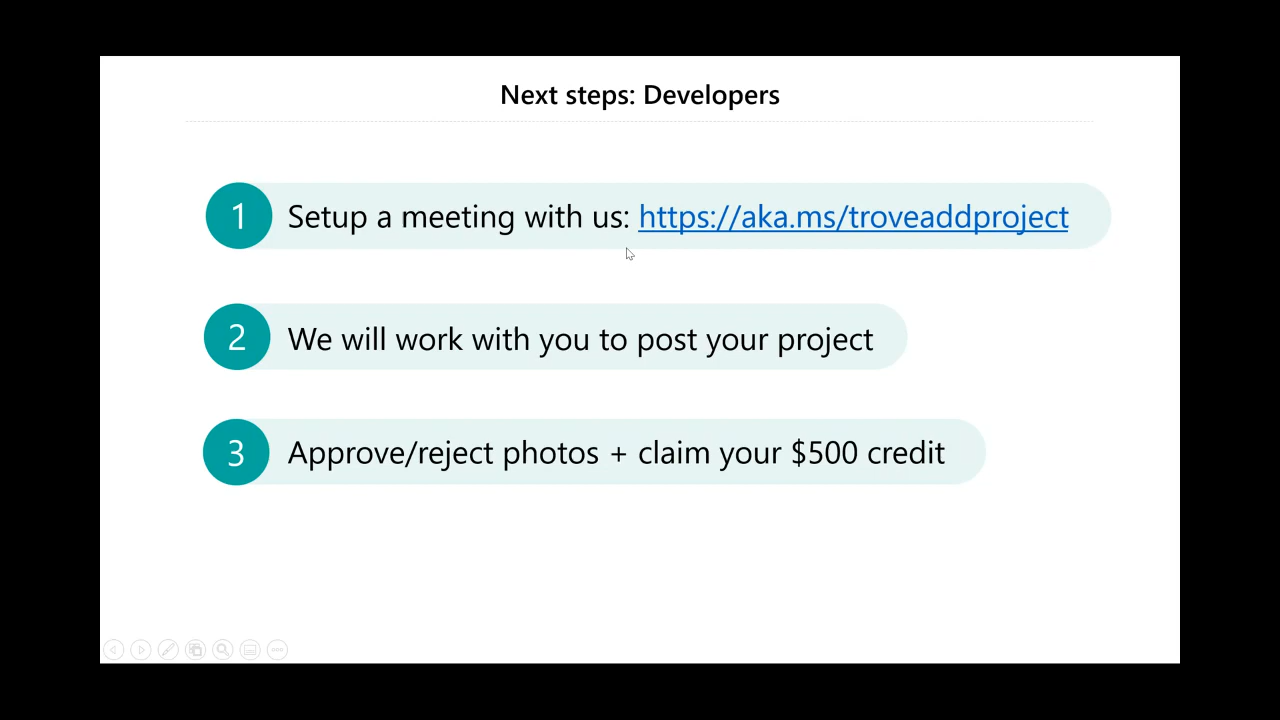 Next steps: Developers
1 Setup a meeting with us: https://aka.ms/troveaddproject
2 We will work with you to post your project
3 Approve/reject photos + claim your $500 credit